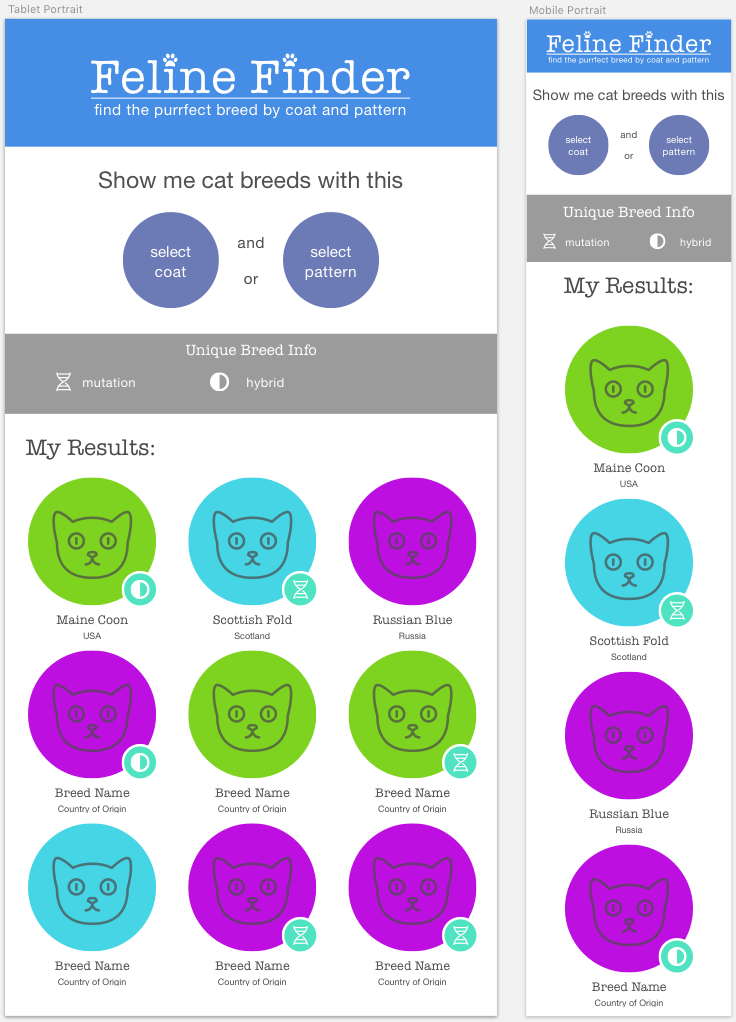 Tablet Portrait
Feline Finder
find the purrfect breed by coat and pattern
Show me cat breeds with this
select
coat
and
or
select
pattern
Unique Breed Info
mutation
hybrid
My Results:
Maine Coon
USA
Scottish Fold
Scotland
Russian Blue
Russia
Breed Name
Country of Origin
Breed Name
Country of Origin
Breed Name
Country of Origin
Breed Name
Country of Origin
Breed Name
Country of Origin
Breed Name
Country of Origin
Mobile Portrait
Feline Finder
find the purrfect breed by coat and pattern
Show me cat breeds with this
select
coat
and
or
select
pattern
Unique Breed Info
mutation
hybrid
My Results:
Maine Coon
USA
Scottish Fold
Scotland
Russian Blue
Russia
Breed Name
Country of Origin